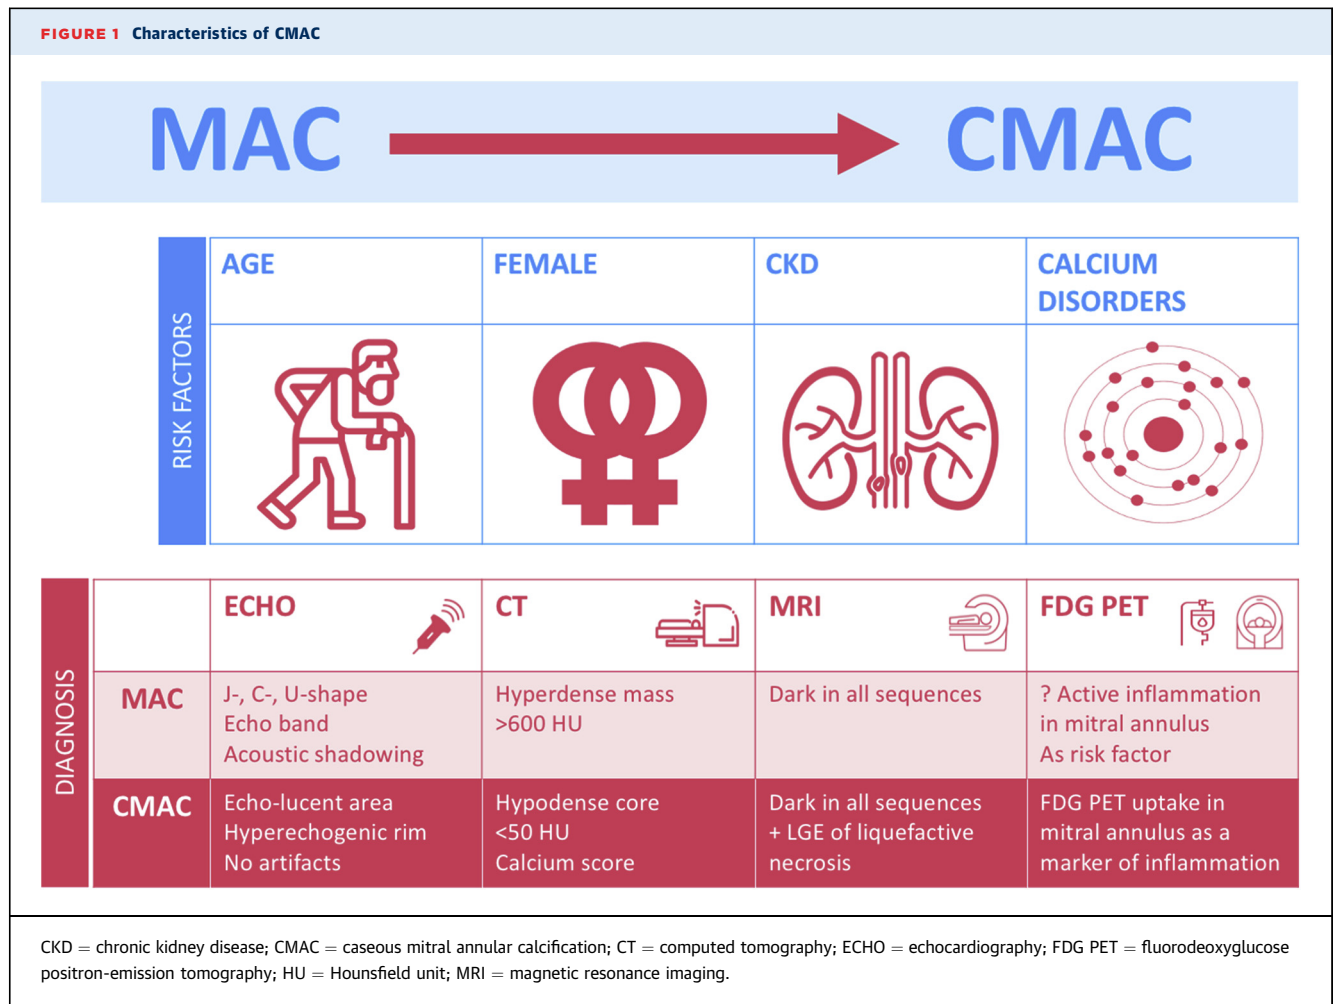 FIGURE 1 Characteristics of CMAC
MAC
CMAC
RISK FACTORS
AGE
FEMALE
CKD
CALCIUM
DISORDERS
DIAGNOSIS
ECHO
CT
MRI
FDG PET
MAC
J-, C-, U-shape
Echo band
Acoustic shadowing
Hyperdense mass
>600 HU
Dark in all sequences
? Active inflammation
in mitral annulus
As risk factor
CMAC
Echo-lucent area
Hyperechogenic rim
No artifacts
Hypodense core
<50 HU
Calcium score
Dark in all sequences
+ LGE of liquefactive
necrosis
FDG PET uptake in
mitral annulus as a
marker of inflammation
CKD = chronic kidney disease; CMAC = caseous mitral annular calcification; CT = computed tomography; ECHO = echocardiography; FDG PET = fluorodeoxyglucose
positron-emission tomography; HU = Hounsfield unit; MRI = magnetic resonance imaging.